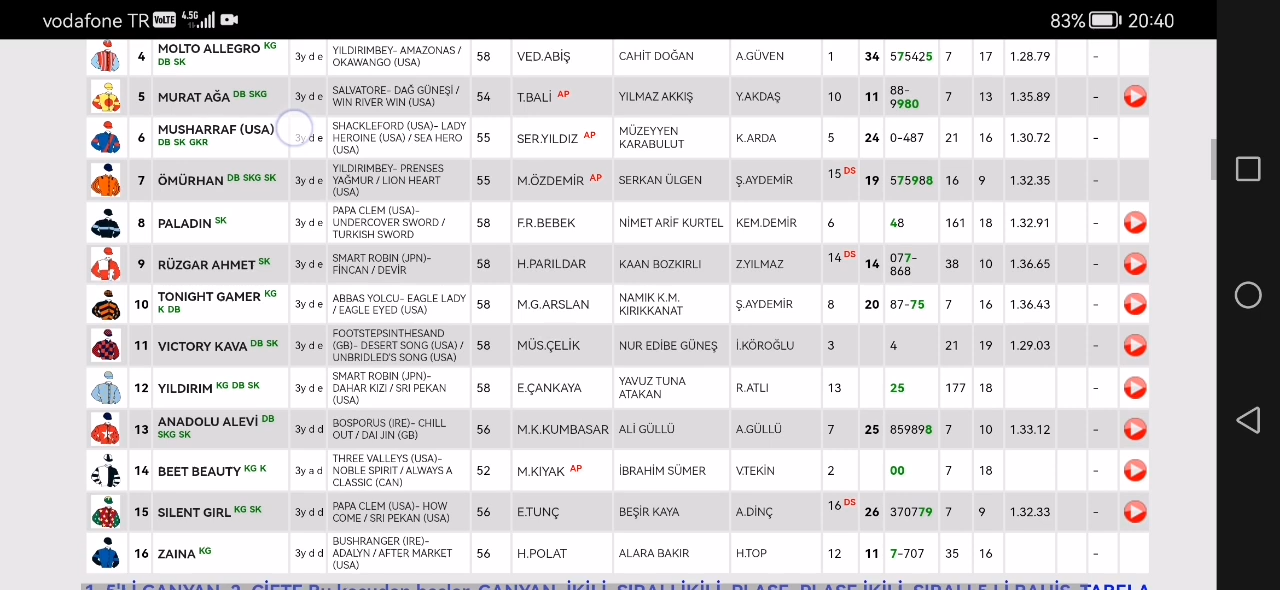 vodafone TR VoLTE 4.5G 1k 83% 20:40
4 MOLTO ALLEGRO KG DB SK 3y d e YILDIRIMBEY- AMAZONAS / OKAWANGO (USA) 58 VED.ABİŞ CAHİT DOĞAN A.GÜVEN 1 34 575425 7 17 1.28.79 -
5 MURAT AĞA DB SKG 3y d e SALVATORE- DAĞ GÜNEŞİ / WIN RIVER WIN (USA) 54 T.BALİ AP YILMAZ AKKIŞ Y.AKDAŞ 10 11 88-9980 7 13 1.35.89 -
6 MUSHARRAF (USA) DB SK GKR 3y d e SHACKLEFORD (USA)- LADY HEROINE (USA) / SEA HERO (USA) 55 SER.YILDIZ AP MÜZEYYEN KARABULUT K.ARDA 5 24 0-487 21 16 1.30.72 -
7 ÖMÜRHAN DB SKG SK 3y d e YILDIRIMBEY- PRENSES YAĞMUR / LION HEART (USA) 55 M.ÖZDEMİR AP SERKAN ÜLGEN Ş.AYDEMİR 15 DS 19 575988 16 9 1.32.35 -
8 PALADIN SK 3y d e PAPA CLEM (USA)- UNDERCOVER SWORD / TURKISH SWORD 58 F.R.BEBEK NİMET ARİF KURTEL KEM.DEMİR 6 48 161 18 1.32.91 -
9 RÜZGAR AHMET SK 3y d e SMART ROBIN (JPN)- FİNCAN / DEVİR 58 H.PARILDAR KAAN BOZKIRLI Z.YILMAZ 14 DS 14 077-868 38 10 1.36.65 -
10 TONIGHT GAMER KG K DB 3y d e ABBAS YOLCU- EAGLE LADY / EAGLE EYED (USA) 58 M.G.ARSLAN NAMIK K.M. KIRIKKANAT Ş.AYDEMİR 8 20 87-75 7 16 1.36.43 -
11 VICTORY KAVA DB SK 3y d e FOOTSTEPSINTHESAND (GB)- DESERT SONG (USA) / UNBRIDLED'S SONG (USA) 58 MÜS.ÇELİK NUR EDİBE GÜNEŞ İ.KÖROĞLU 3 4 21 19 1.29.03 -
12 YILDIRIM KG DB SK 3y d e SMART ROBIN (JPN)- DAHAR KIZI / SRI PEKAN (USA) 58 E.ÇANKAYA YAVUZ TUNA ATAKAN R.ATLI 13 25 177 18 -
13 ANADOLU ALEVİ DB SKG SK 3y d d BOSPORUS (IRE)- CHILL OUT / DAI JIN (GB) 56 M.K.KUMBASAR ALİ GÜLLÜ A.GÜLLÜ 7 25 859898 7 10 1.33.12 -
14 BEET BEAUTY KG K 3y a d THREE VALLEYS (USA)- NOBLE SPIRIT / ALWAYS A CLASSIC (CAN) 52 M.KIYAK AP İBRAHİM SÜMER V.TEKİN 2 00 7 18 -
15 SILENT GIRL KG SK 3y d d PAPA CLEM (USA)- HOW COME / SRI PEKAN (USA) 56 E.TUNÇ BEŞİR KAYA A.DİNÇ 16 DS 26 370779 7 9 1.32.33 -
16 ZAINA KG 3y d d BUSHRANGER (IRE)- ADALYN / AFTER MARKET (USA) 56 H.POLAT ALARA BAKIR H.TOP 12 11 7-707 35 16 -